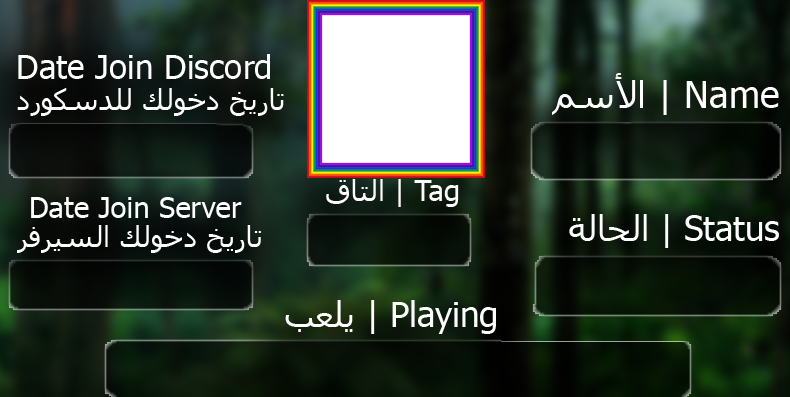 Date Join Discord
تاريخ دخولك للدسكورد
الأسم | Name
التاق | Tag
Date Join Server
تاريخ دخولك السيرفر
الحالة | Status
يلعب | Playing